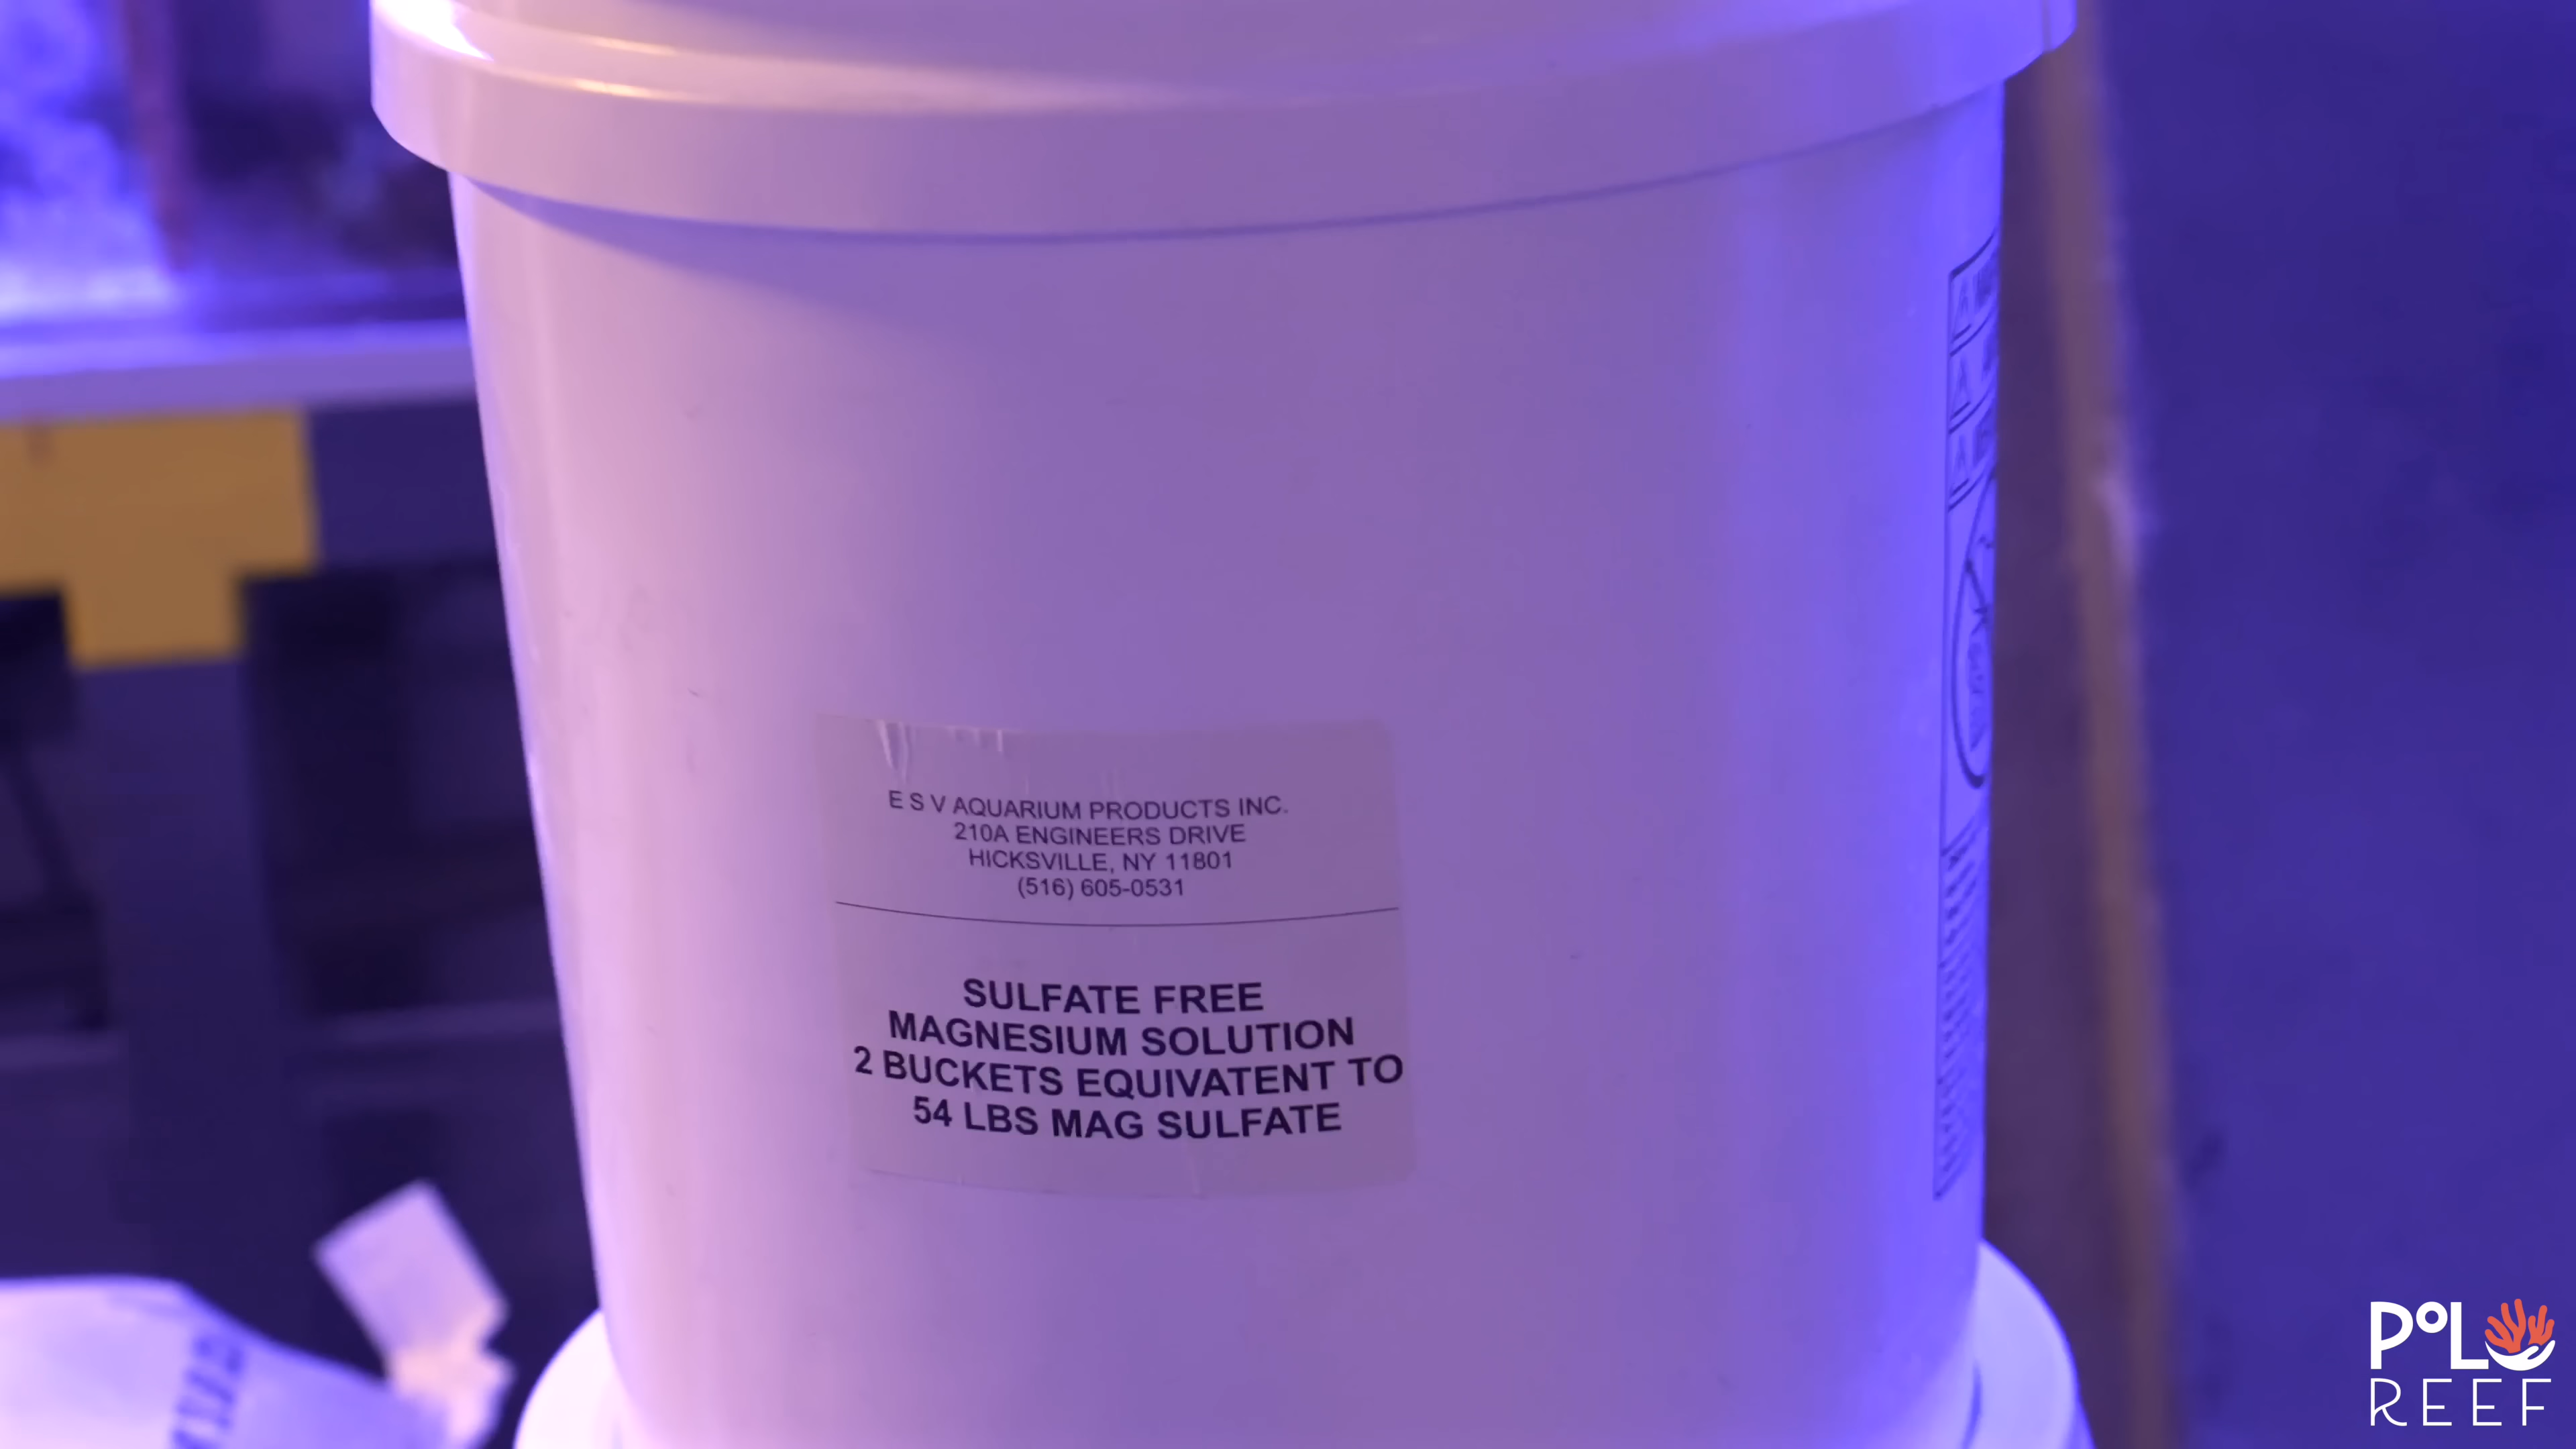 E S V AQUARIUM PRODUCTS INC.
210A ENGINEERS DRIVE
HICKSVILLE, NY 11801
(516) 605-0531
SULFATE FREE
MAGNESIUM SOLUTION
2 BUCKETS EQUIVATENT TO
54 LBS MAG SULFATE
POLO
REEF